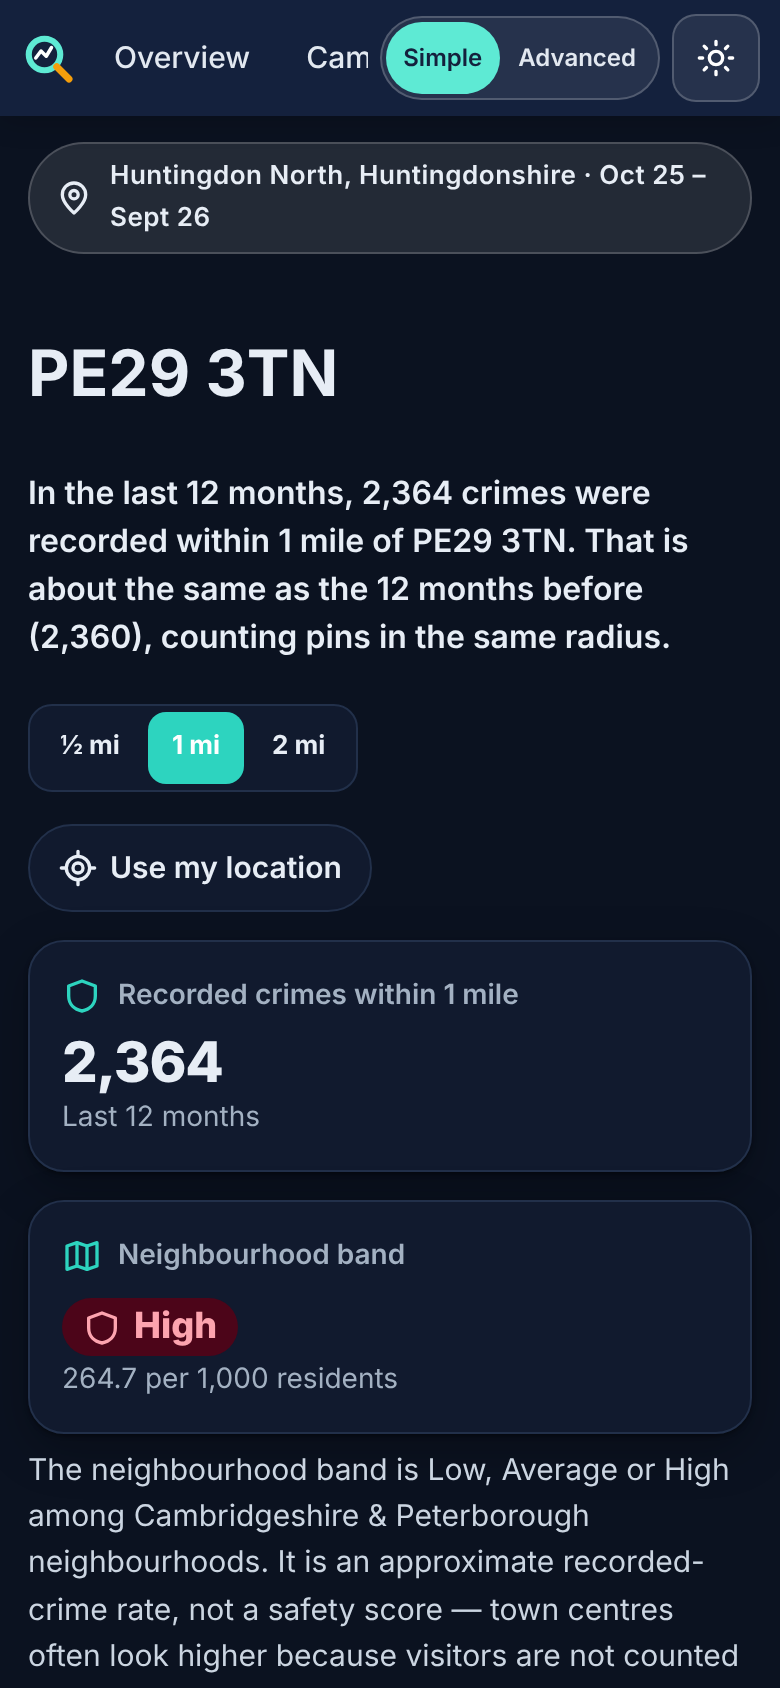 Overview
Cam
Simple
Advanced
Huntingdon North, Huntingdonshire · Oct 25 –
Sept 26
PE29 3TN
In the last 12 months, 2,364 crimes were
recorded within 1 mile of PE29 3TN. That is
about the same as the 12 months before
(2,360), counting pins in the same radius.
½ mi
1 mi
2 mi
Use my location
Recorded crimes within 1 mile
2,364
Last 12 months
Neighbourhood band
High
264.7 per 1,000 residents
The neighbourhood band is Low, Average or High
among Cambridgeshire & Peterborough
neighbourhoods. It is an approximate recorded-
crime rate, not a safety score — town centres
often look higher because visitors are not counted